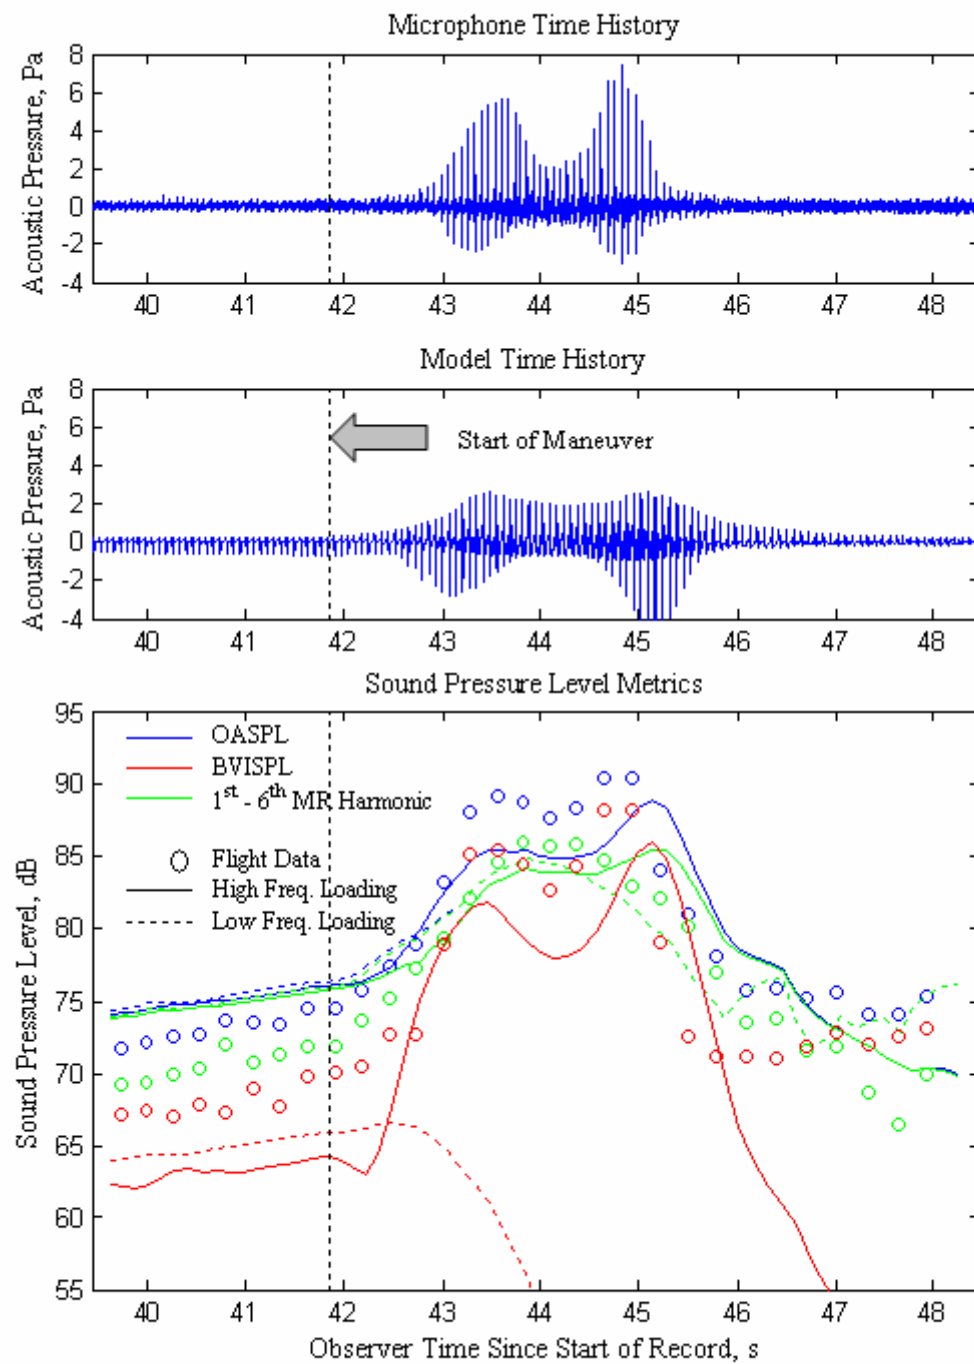 Microphone Time History
Acoustic Pressure, Pa
8
6
4
2
0
-2
-4
40 41 42 43 44 45 46 47 48
Model Time History
Acoustic Pressure, Pa
8
6
4
2
0
-2
-4
Start of Maneuver
40 41 42 43 44 45 46 47 48
Sound Pressure Level Metrics
Sound Pressure Level, dB
95
90
85
80
75
70
65
60
55
OASPL
BVISPL
1st - 6th MR Harmonic
Flight Data
High Freq. Loading
Low Freq. Loading
40 41 42 43 44 45 46 47 48
Observer Time Since Start of Record, s